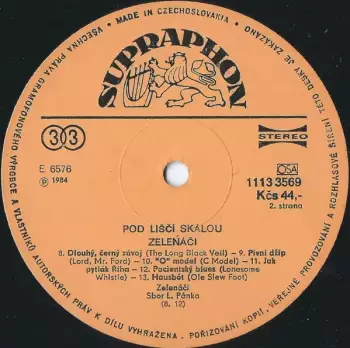 MADE IN CZECHOSLOVAKIA • VŠECHNA PRÁVA GRAMOFONOVÉHO VÝROBCE A VLASTNÍKŮ AUTORSKÝCH PRÁV K DÍLU VYHRAŽENA. POŘIZOVÁNÍ KOPIÍ, VEŘEJNÉ PROVOZOVÁNÍ A ROZHLASOVÉ ŠÍŘENÍ TÉTO DESKY JE ZAKÁZÁNO
SUPRAPHON
33
STEREO
E 6576
℗ 1984
OSA
1113 3569
Kčs 44,-
2. strana
POD LIŠČÍ SKÁLOU
ZELEŇÁČI
8. Dlouhý, černý závoj (The Long Black Veil) – 9. Pivní džíp
(Lord, Mr. Ford) – 10. "O" model (C Model) – 11. Jak
pytlák Říha – 12. Pacientský blues (Lonesome
Whistle) – 13. Hausbót (Ole Slew Foot)
Zeleňáči
Sbor L. Pánka
(8, 12)